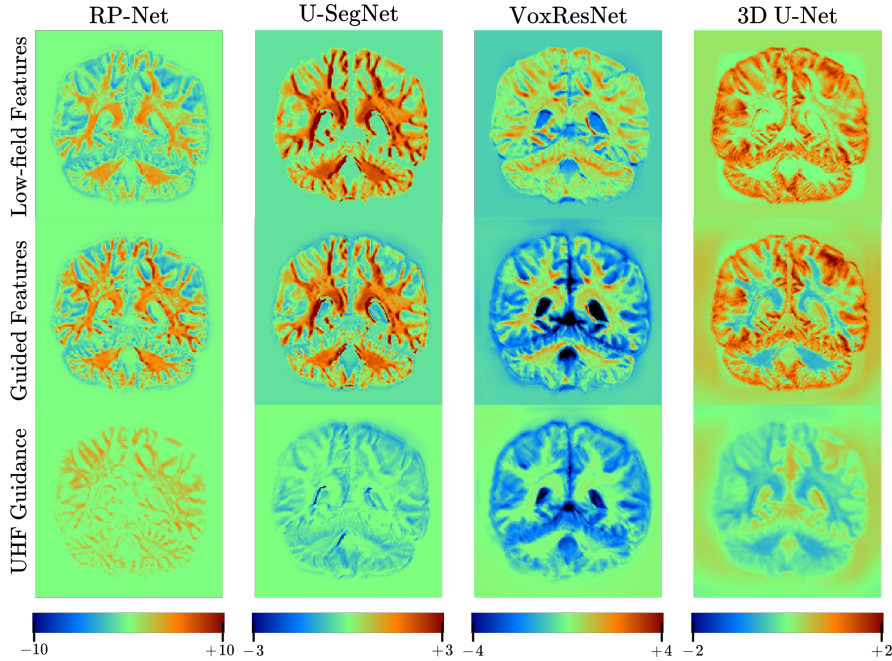 RP-Net U-SegNet VoxResNet 3D U-Net
Low-field Features
Guided Features
UHF Guidance
−10 +10 −3 +3 −4 +4 −2 +2